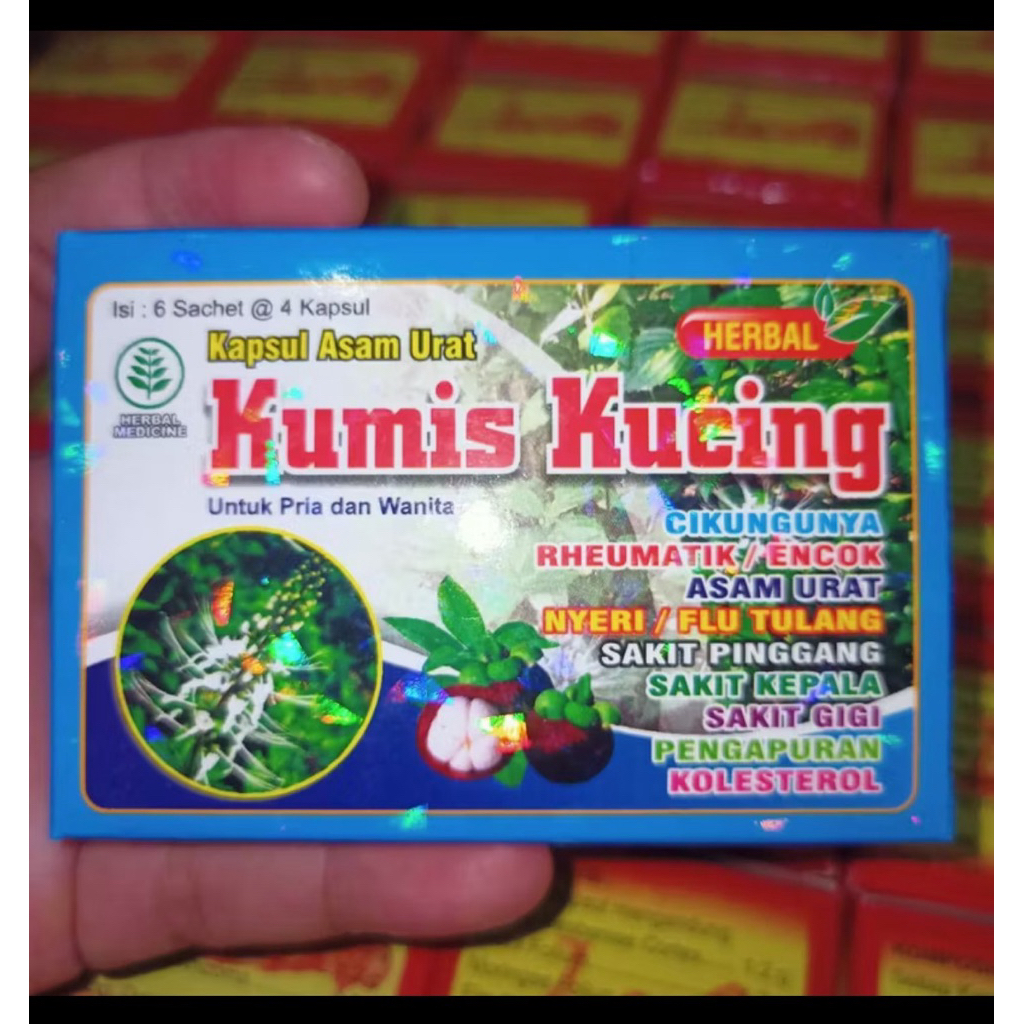 Isi : 6 Sachet @ 4 Kapsul
Kapsul Asam Urat
HERBAL
HERBAL
MEDICINE
Kumis Kucing
Untuk Pria dan Wanita
CIKUNGUNYA
RHEUMATIK / ENCOK
ASAM URAT
NYERI / FLU TULANG
SAKIT PINGGANG
SAKIT KEPALA
SAKIT GIGI
PENGAPURAN
KOLESTEROL